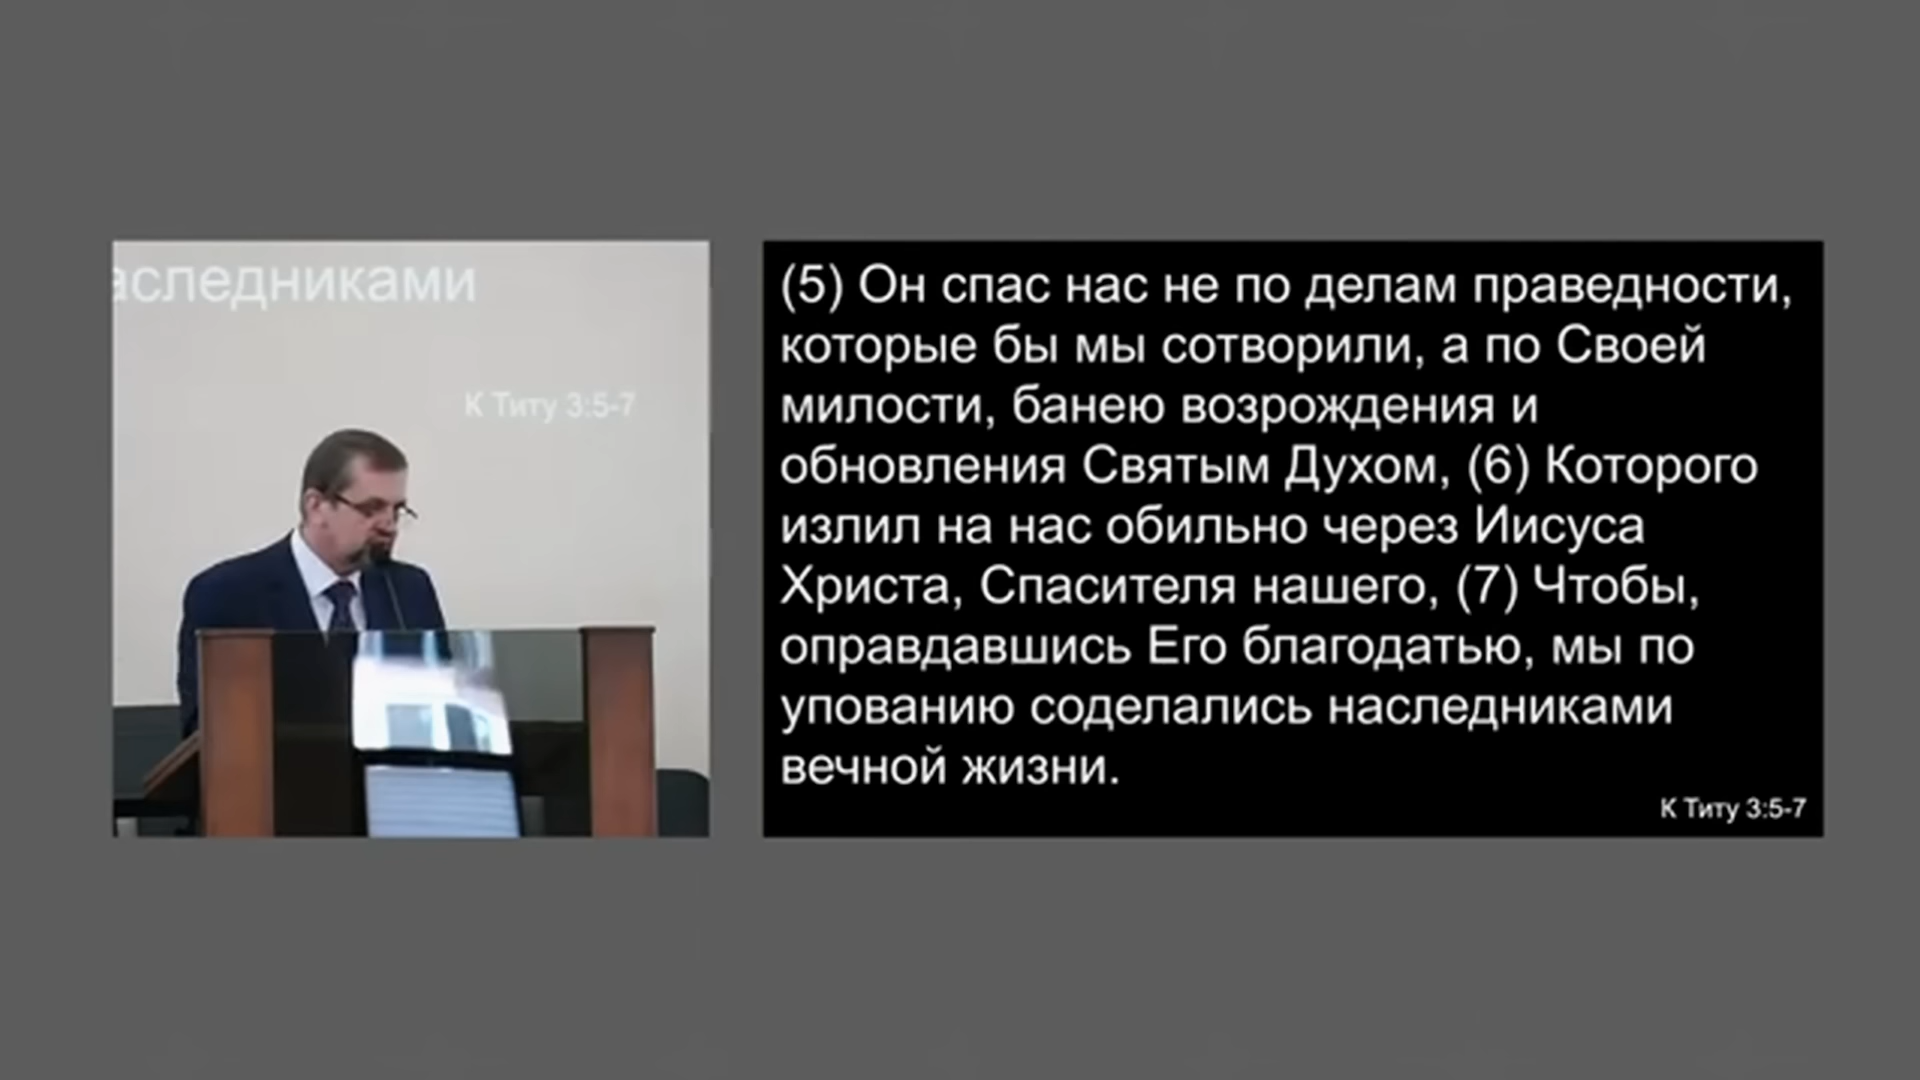 аследниками
К Титу 3:5-7
(5) Он спас нас не по делам праведности,
которые бы мы сотворили, а по Своей
милости, банею возрождения и
обновления Святым Духом, (6) Которого
излил на нас обильно через Иисуса
Христа, Спасителя нашего, (7) Чтобы,
оправдавшись Его благодатью, мы по
упованию соделались наследниками
вечной жизни.
К Титу 3:5-7